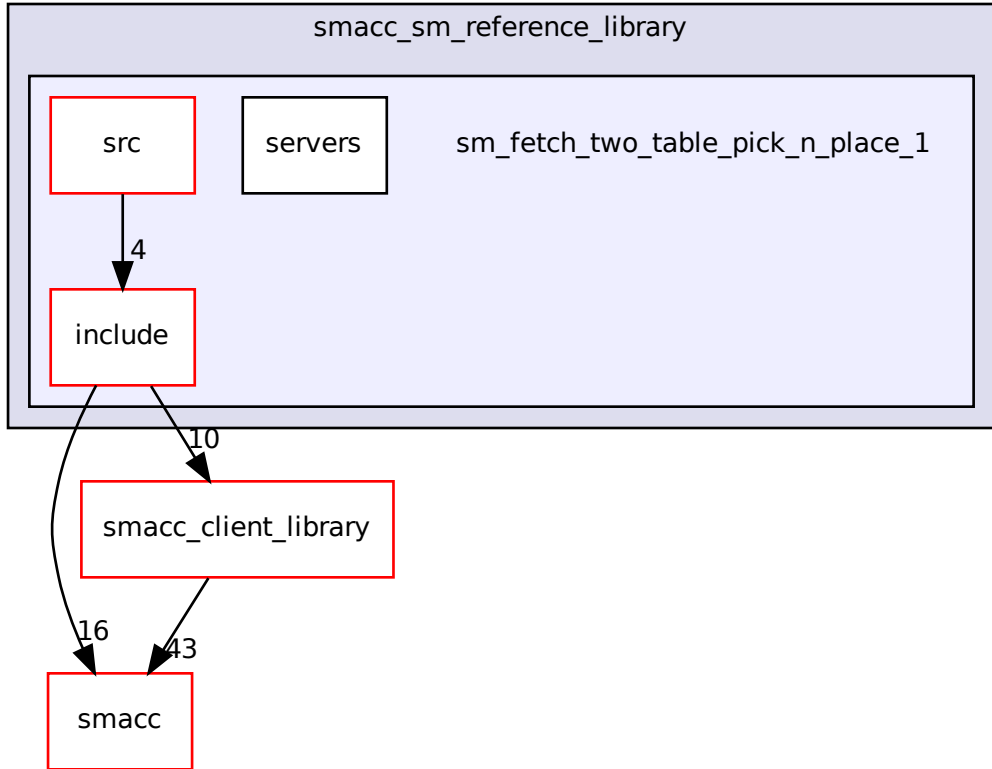 smacc_sm_reference_library
src
servers
sm_fetch_two_table_pick_n_place_1
4
include
10
smacc_client_library
16
43
smacc